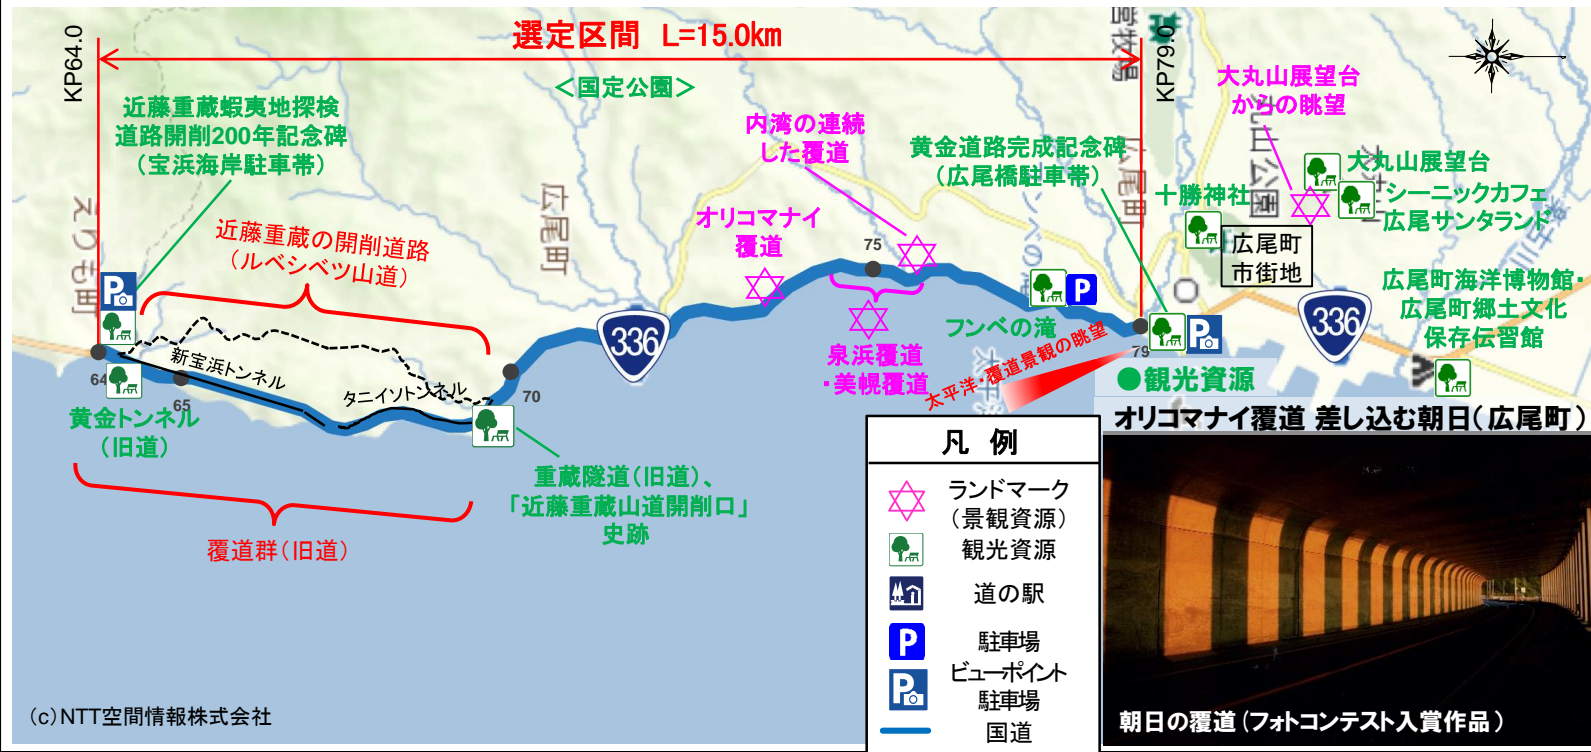 選定区間 L=15.0km
KP64.0
KP79.0
<国定公園>
近藤重蔵蝦夷地探検
道路開削200年記念碑
(宝浜海岸駐車帯)
近藤重蔵の開削道路
(ルベシベツ山道)
えりも町
広尾町
内湾の連続
した覆道
オリコマナイ
覆道
黄金道路完成記念碑
(広尾橋駐車帯)
営牧場
広尾町
丸山公園
大丸山展望台
からの眺望
大丸山展望台
シーニックカフェ
広尾サンタランド
十勝神社
広尾町
市街地
広尾町海洋博物館・
広尾町郷土文化
保存伝習館
336
336
75
79
70
64
65
新宝浜トンネル
タニイソトンネル
フンベの滝
泉浜覆道
・美幌覆道
太平洋・覆道景観の眺望
黄金トンネル
(旧道)
重蔵隧道(旧道)、
「近藤重蔵山道開削口」
史跡
覆道群(旧道)
●観光資源
オリコマナイ覆道 差し込む朝日(広尾町)
凡 例
ランドマーク
(景観資源)
観光資源
道の駅
P
駐車場
P
ビューポイント
駐車場
国道
P
P
P
朝日の覆道(フォトコンテスト入賞作品)
(c)NTT空間情報株式会社